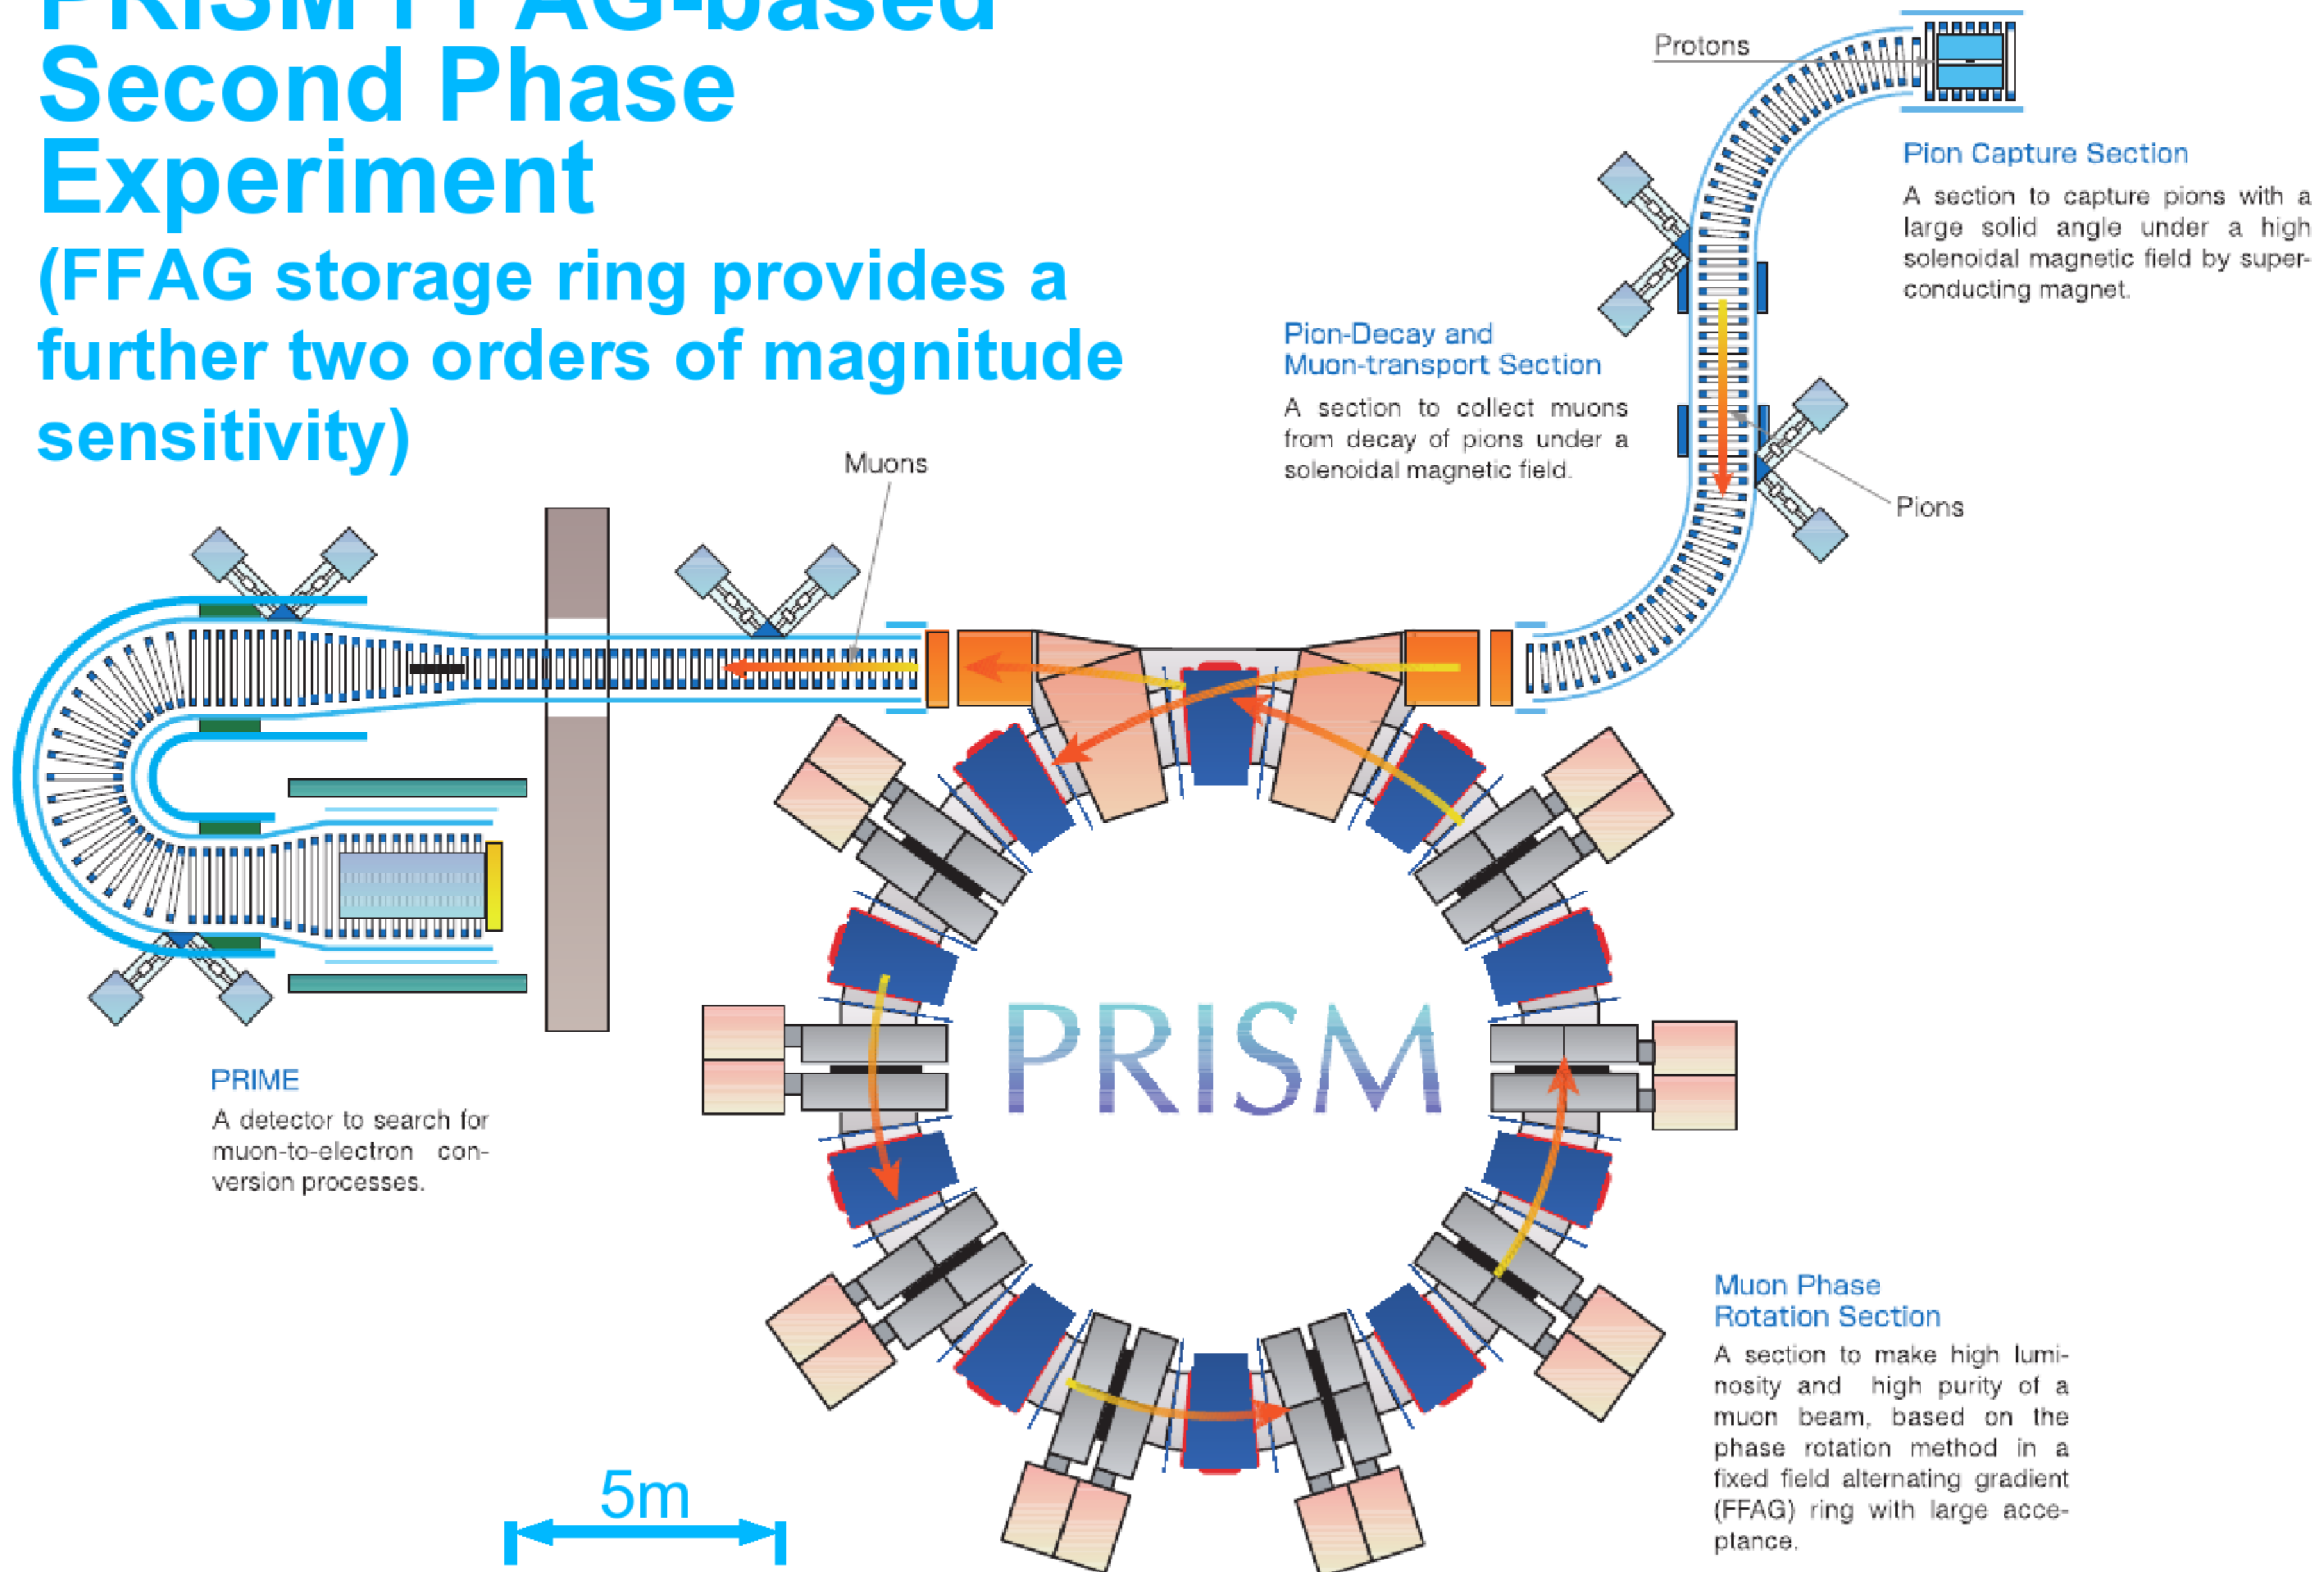 PRISM FFAG-based
Second Phase
Experiment
(FFAG storage ring provides a
further two orders of magnitude
sensitivity)
Protons
Pion Capture Section
A section to capture pions with a
large solid angle under a high
solenoidal magnetic field by super-
conducting magnet.
Pion-Decay and
Muon-transport Section
A section to collect muons
from decay of pions under a
solenoidal magnetic field.
Pions
Muons
PRISM
PRIME
A detector to search for
muon-to-electron con-
version processes.
Muon Phase
Rotation Section
A section to make high lumi-
nosity and high purity of a
muon beam, based on the
phase rotation method in a
fixed field alternating gradient
(FFAG) ring with large acce-
ptance.
5m